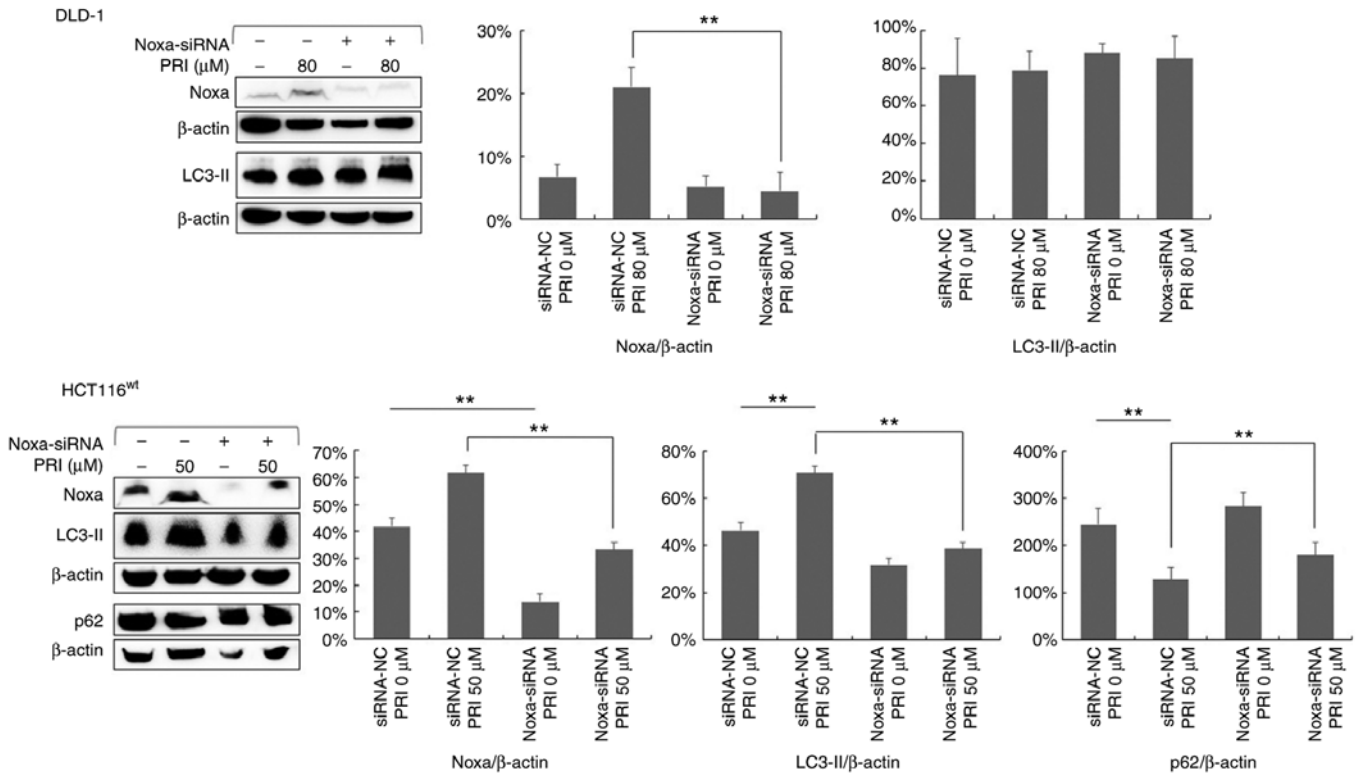 DLD-1
Noxa-siRNA – – + +
PRI (μM) – 80 – 80
Noxa
β-actin
LC3-II
β-actin
**
30%
20%
10%
0%
siRNA-NC PRI 0 μM
siRNA-NC PRI 80 μM
Noxa-siRNA PRI 0 μM
Noxa-siRNA PRI 80 μM
Noxa/β-actin
100%
80%
60%
40%
20%
0%
siRNA-NC PRI 0 μM
siRNA-NC PRI 80 μM
Noxa-siRNA PRI 0 μM
Noxa-siRNA PRI 80 μM
LC3-II/β-actin
HCT116wt
Noxa-siRNA – – + +
PRI (μM) – 50 – 50
Noxa
LC3-II
β-actin
p62
β-actin
**
**
70%
60%
50%
40%
30%
20%
10%
0%
siRNA-NC PRI 0 μM
siRNA-NC PRI 50 μM
Noxa-siRNA PRI 0 μM
Noxa-siRNA PRI 50 μM
Noxa/β-actin
**
**
80%
60%
40%
20%
0%
siRNA-NC PRI 0 μM
siRNA-NC PRI 50 μM
Noxa-siRNA PRI 0 μM
Noxa-siRNA PRI 50 μM
LC3-II/β-actin
**
**
400%
300%
200%
100%
0%
siRNA-NC PRI 0 μM
siRNA-NC PRI 50 μM
Noxa-siRNA PRI 0 μM
Noxa-siRNA PRI 50 μM
p62/β-actin